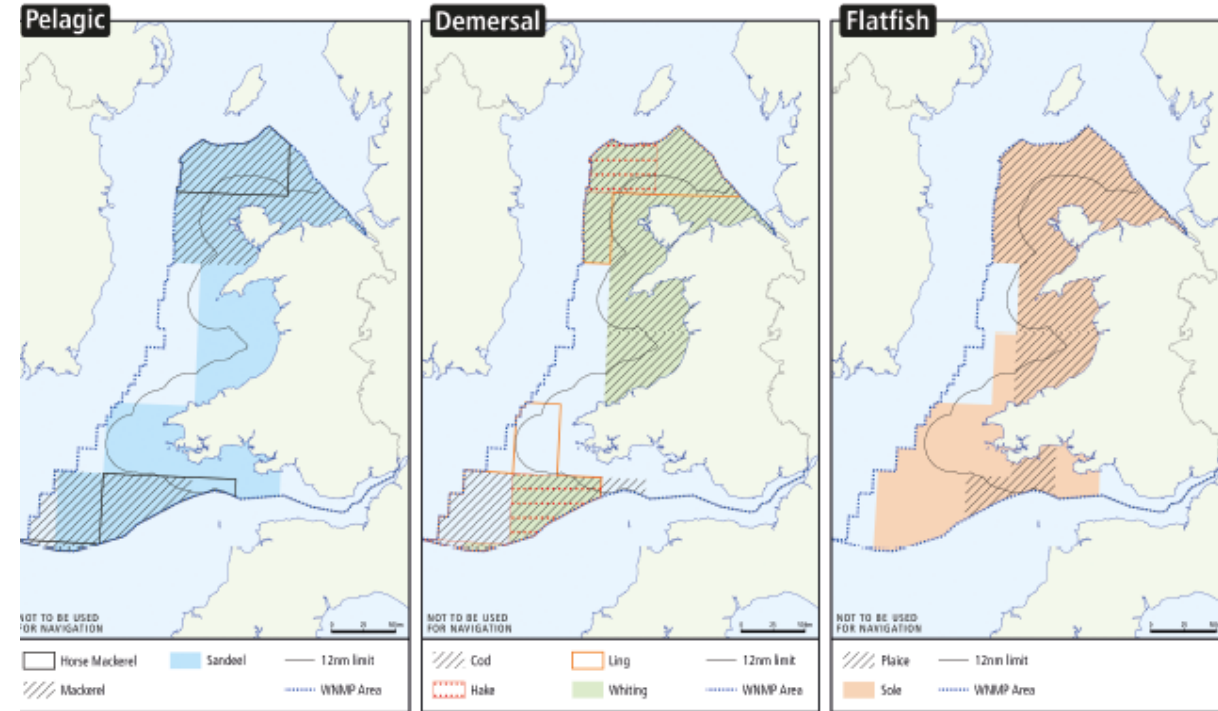 Pelagic
Demersal
Flatfish
NOT TO BE USED
FOR NAVIGATION
NOT TO BE USED
FOR NAVIGATION
NOT TO BE USED
FOR NAVIGATION
Horse Mackerel
Sandeel
12nm limit
Mackerel
WNMP Area
Cod
Ling
12nm limit
Hake
Whiting
WNMP Area
Plaice
12nm limit
Sole
WNMP Area